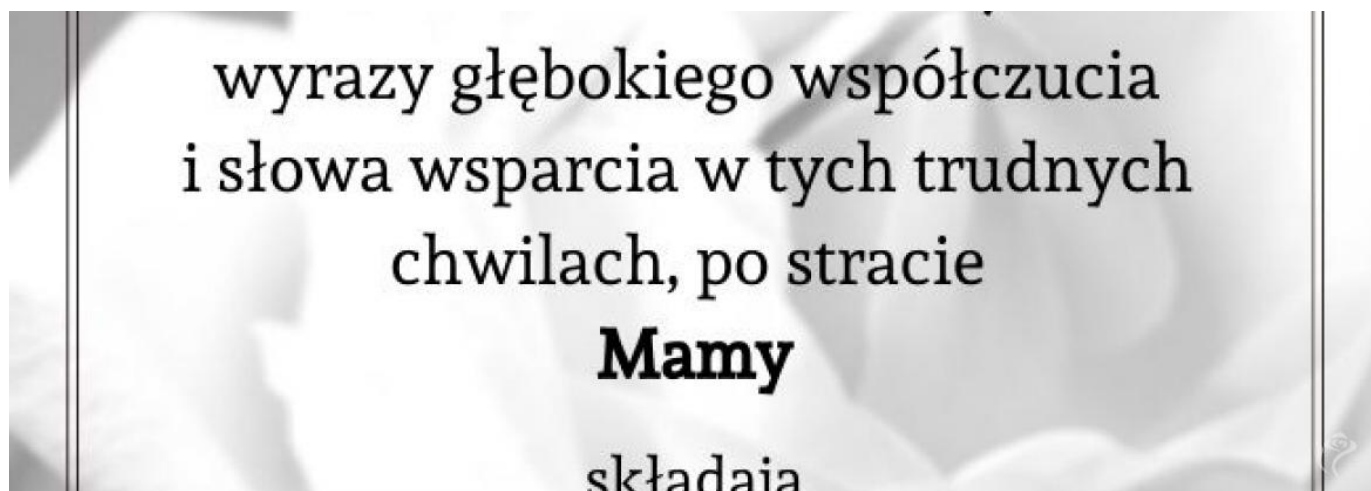 wyrazy głębokiego współczucia
i słowa wsparcia w tych trudnych
chwilach, po stracie
Mamy
składają